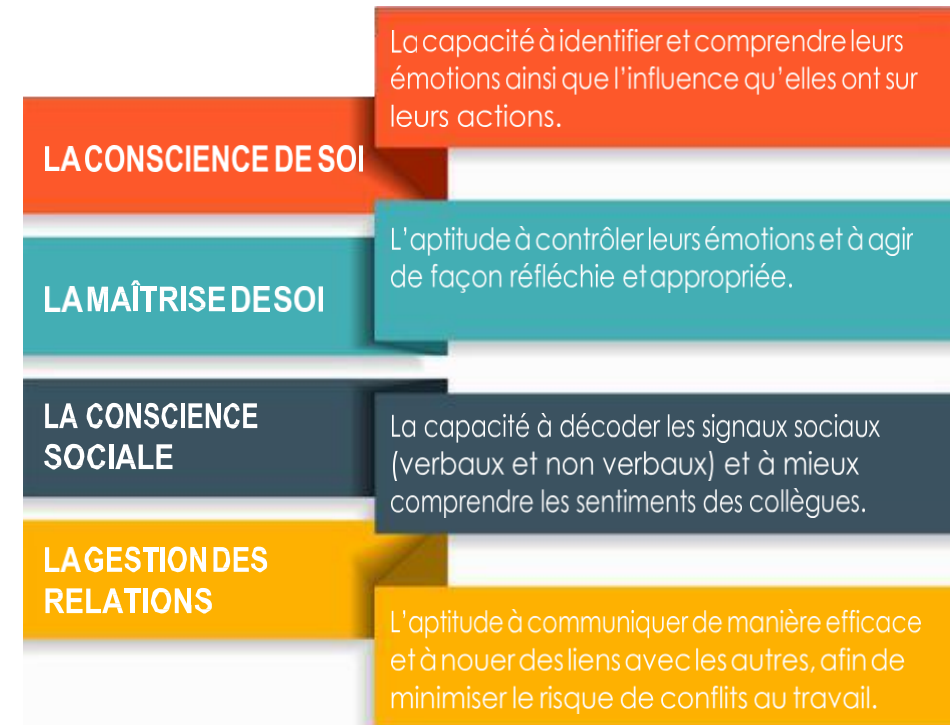 LA CONSCIENCE DE SOI
La capacité à identifier et comprendre leurs
émotions ainsi que l'influence qu'elles ont sur
leurs actions.
LA MAÎTRISE DE SOI
L'aptitude à contrôler leurs émotions et à agir
de façon réfléchie et appropriée.
LA CONSCIENCE
SOCIALE
La capacité à décoder les signaux sociaux
(verbaux et non verbaux) et à mieux
comprendre les sentiments des collègues.
LA GESTION DES
RELATIONS
L'aptitude à communiquer de manière efficace
et à nouer des liens avec les autres, afin de
minimiser le risque de conflits au travail.